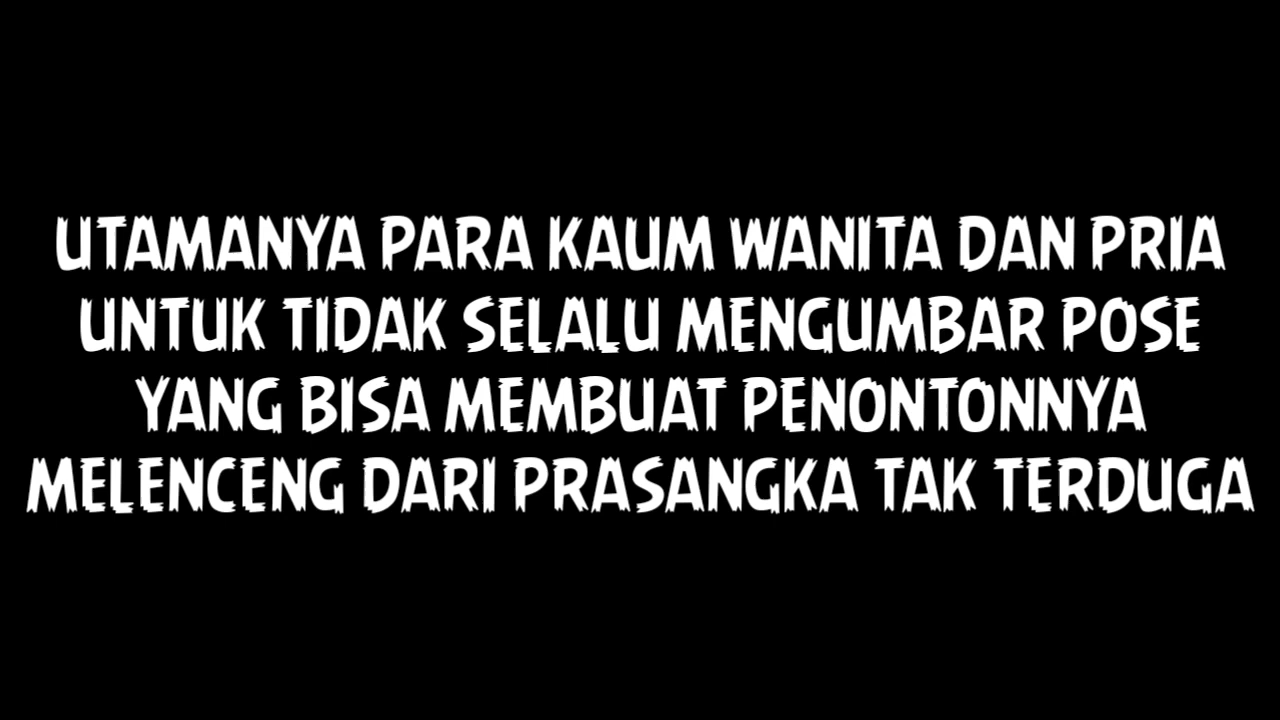 UTAMANYA PARA KAUM WANITA DAN PRIA
UNTUK TIDAK SELALU MENGUMBAR POSE
YANG BISA MEMBUAT PENONTONNYA
MELENCENG DARI PRASANGKA TAK TERDUGA